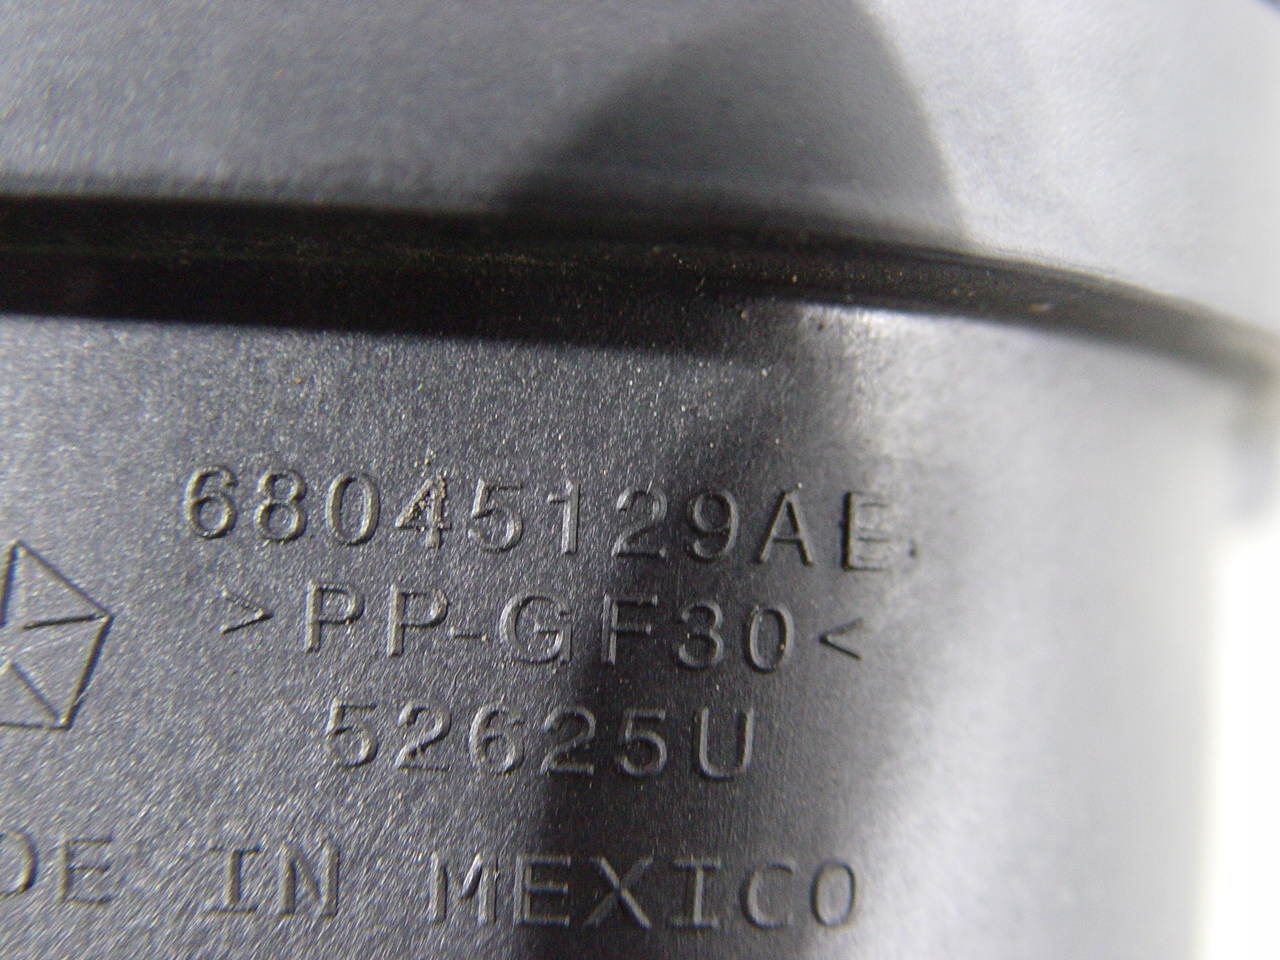 68045129AE
>PP-GF30<
52625U
DE IN MEXICO